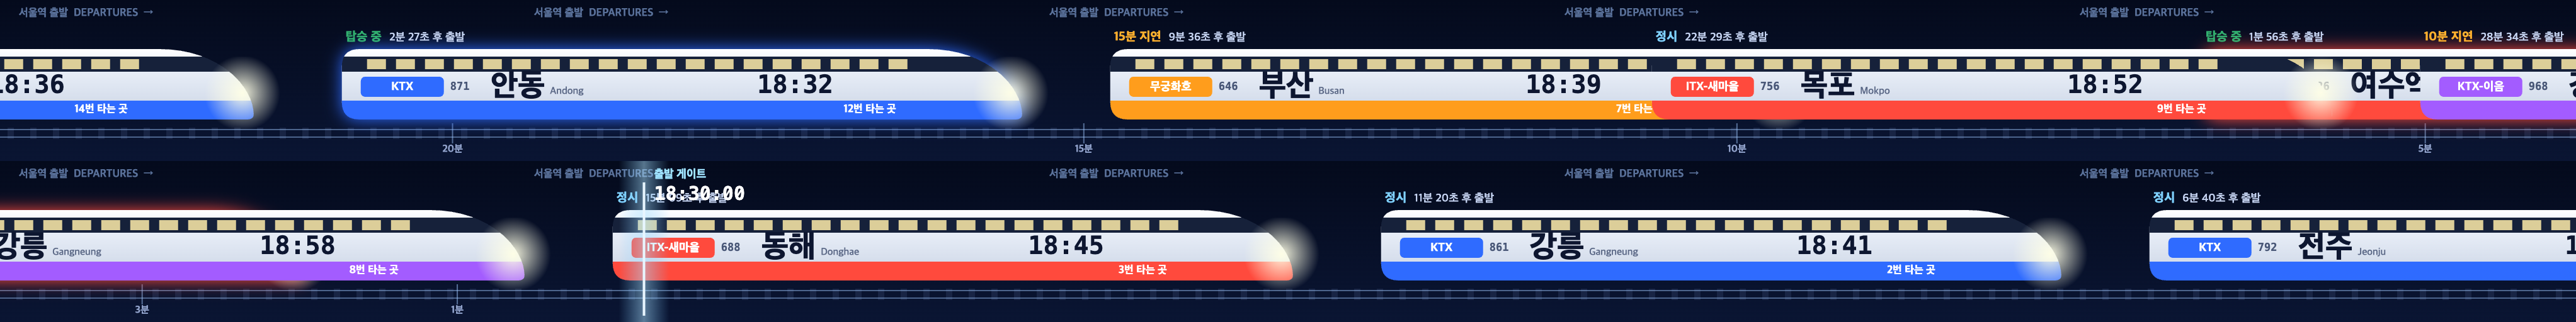 서울역 출발 DEPARTURES →
서울역 출발 DEPARTURES →
서울역 출발 DEPARTURES →
서울역 출발 DEPARTURES →
서울역 출발 DEPARTURES →
탑승 중 2분 27초 후 출발
15분 지연 9분 36초 후 출발
정시 22분 29초 후 출발
탑승 중 1분 56초 후 출발
10분 지연 28분 34초 후 출발
8:36
14번 타는 곳
KTX 871 안동 Andong 18:32
12번 타는 곳
무궁화호 646 부산 Busan 18:39
7번 타는
ITX-새마을 756 목포 Mokpo 18:52
9번 타는 곳
여수
KTX-이음 968
20분
15분
10분
5분
서울역 출발 DEPARTURES →
서울역 출발 DEPARTURES
서울역 출발 DEPARTURES →
서울역 출발 DEPARTURES →
서울역 출발 DEPARTURES →
출발 게이트
18:30:00
정시
정시 11분 20초 후 출발
정시 6분 40초 후 출발
강릉 Gangneung 18:58
8번 타는 곳
ITX-새마을 688 동해 Donghae 18:45
3번 타는 곳
KTX 861 강릉 Gangneung 18:41
2번 타는 곳
KTX 792 전주 Jeonju
3분
1분